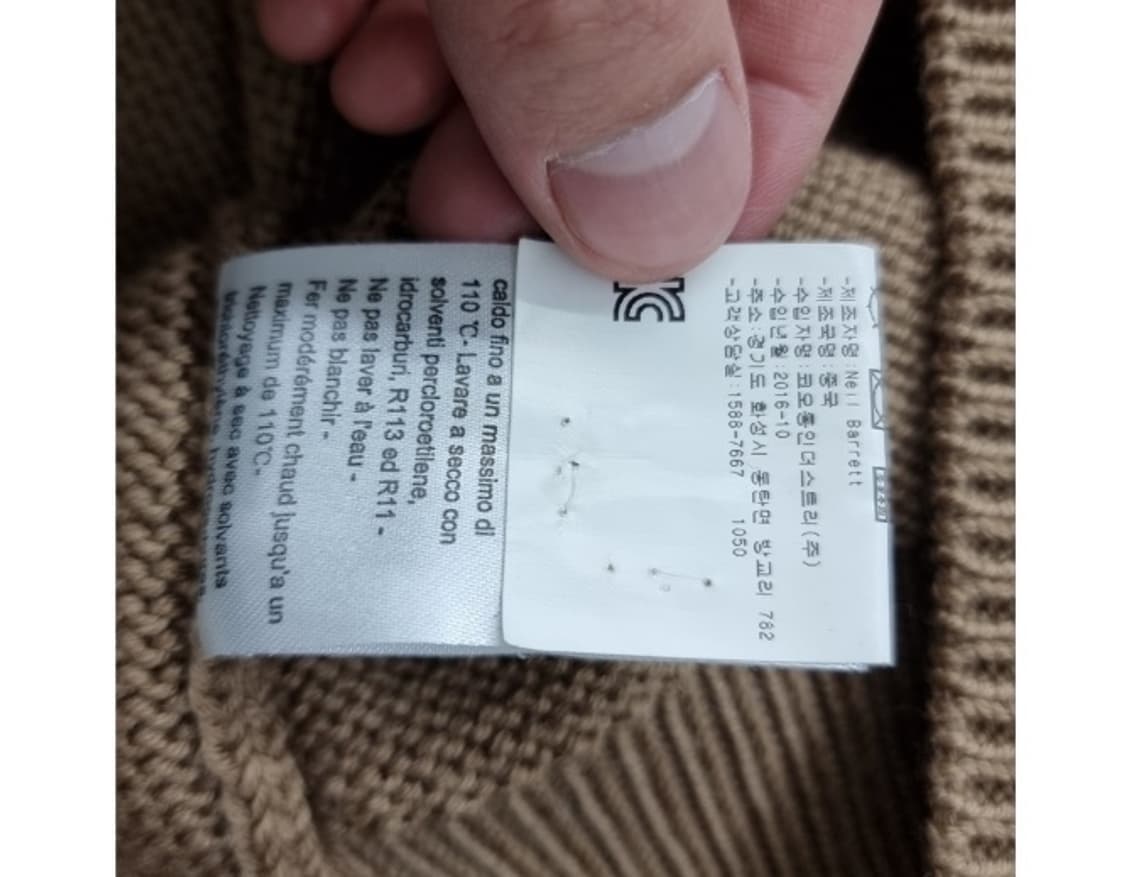 -제조자명:Neil Barrett
-제조국명:중국
-수입자명:코오롱인더스트리(주)
-수입년월:2016-10
-주소:경기도 화성시 동탄면 방교리 782
-고객상담실:1588-7667 1050
caldo fino a un massimo di
110 °C- Lavare a secco con
solventi percloroetilene,
idrocarburi, R113 ed R11 -
Ne pas laver à l'eau -
Ne pas blanchir -
Fer modérément chaud jusqu'a un
maximum de 110°C-
Nettoyage à sec avec solvants